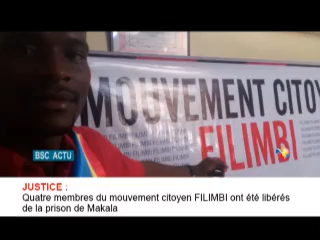 MOUVEMENT CITOY
FILIMBI
BSC ACTU
JUSTICE :
Quatre membres du mouvement citoyen FILIMBI ont été libérés
de la prison de Makala